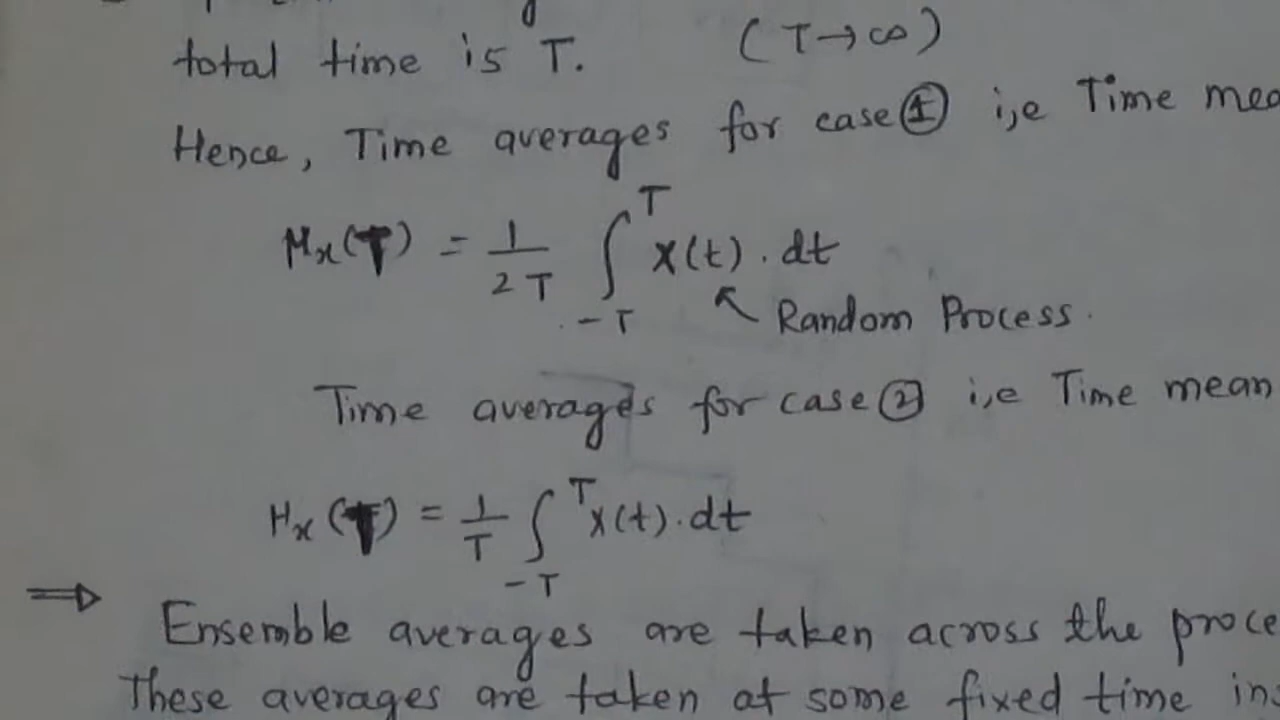 total time is T. (T→∞)
Hence, Time averages for case ① i,e Time
μx(T) = 1/2T ∫_{-T}^{T} X(t). dt
↖ Random Process.
Time averages for case ② i,e Time mean
μx(T) = 1/T ∫_{-T}^{T} X(t). dt
⇒ Ensemble averages are taken across the
These averages are taken at some fixed time